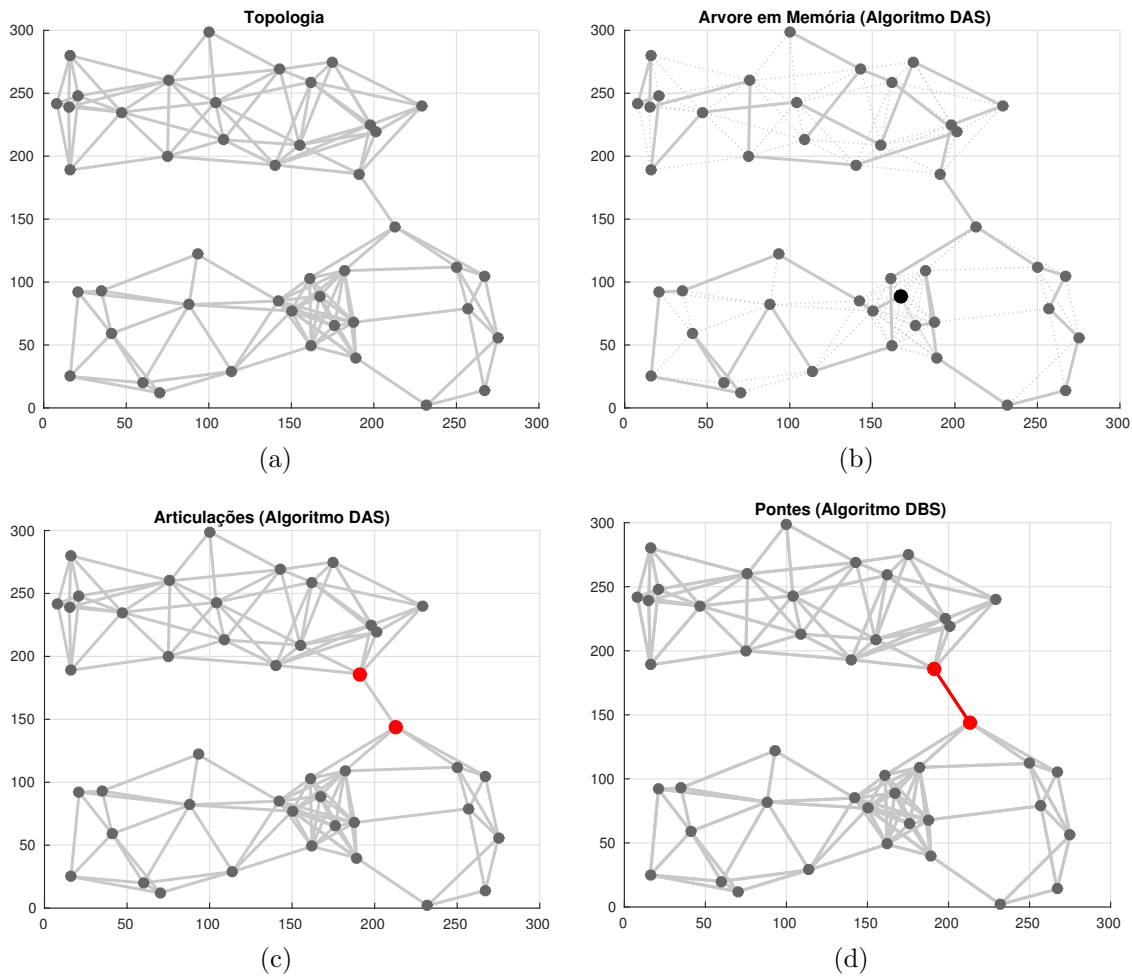 Topologia
300
250
200
150
100
50
0
0 50 100 150 200 250 300
(a)
Arvore em Memória (Algoritmo DAS)
300
250
200
150
100
50
0
0 50 100 150 200 250 300
(b)
Articulações (Algoritmo DAS)
300
250
200
150
100
50
0
0 50 100 150 200 250 300
(c)
Pontes (Algoritmo DBS)
300
250
200
150
100
50
0
0 50 100 150 200 250 300
(d)